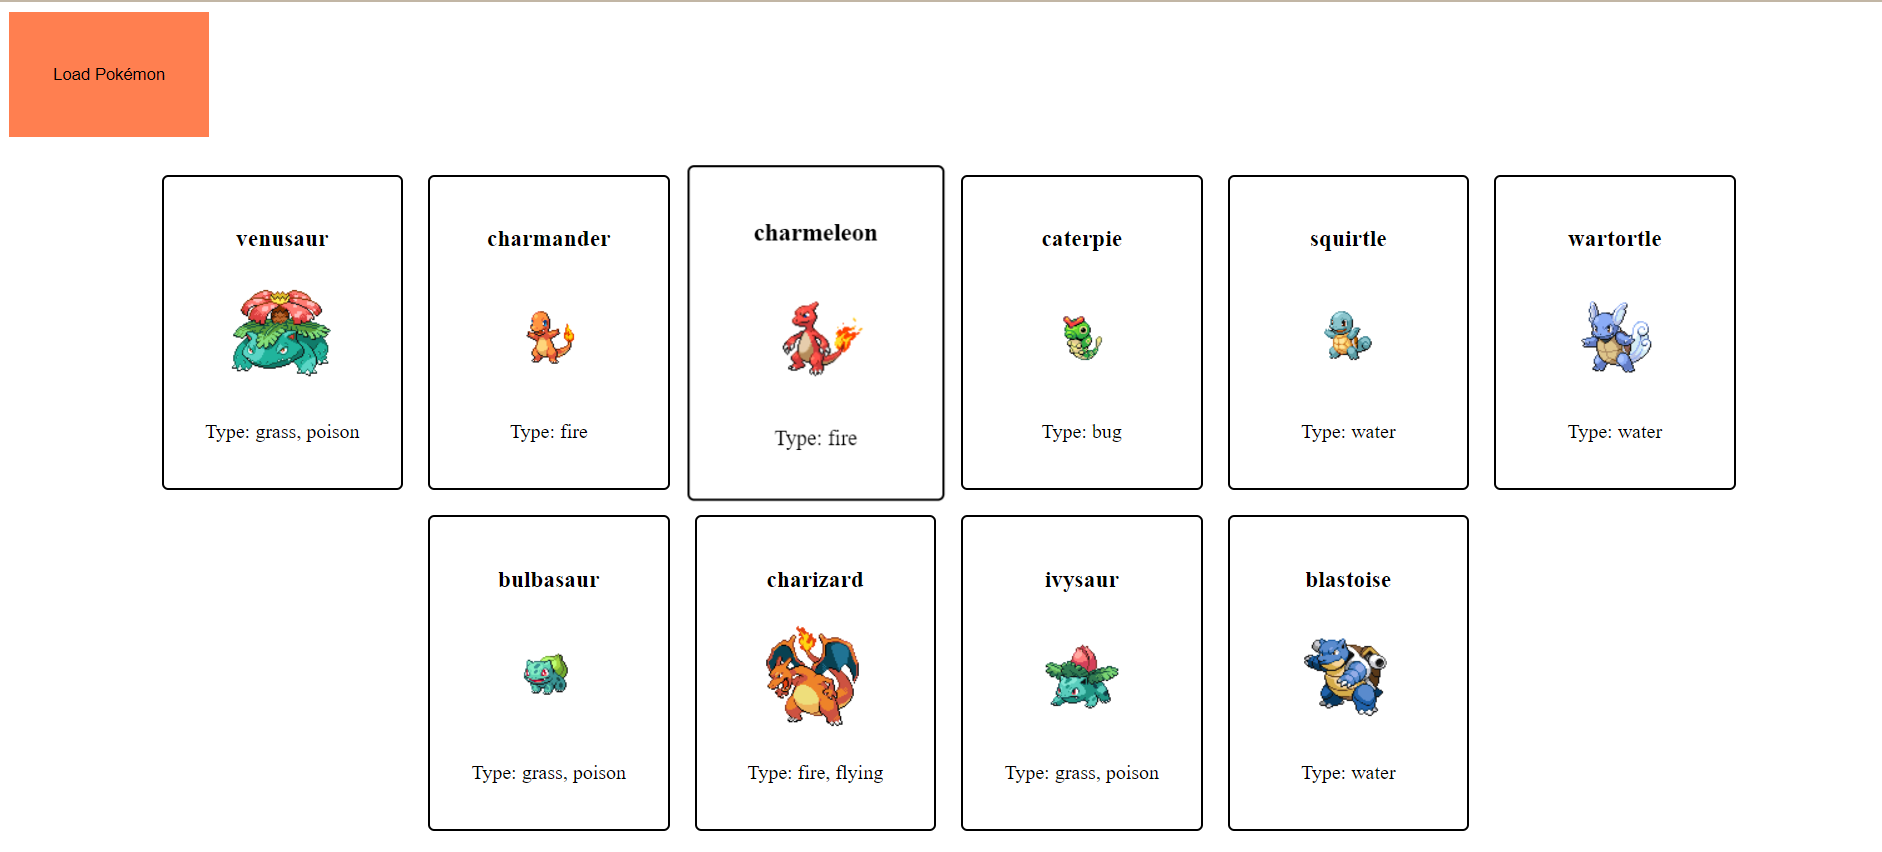 Load Pokémon
venusaur
Type: grass, poison
charmander
Type: fire
charmeleon
Type: fire
caterpie
Type: bug
squirtle
Type: water
wartortle
Type: water
bulbasaur
Type: grass, poison
charizard
Type: fire, flying
ivysaur
Type: grass, poison
blastoise
Type: water